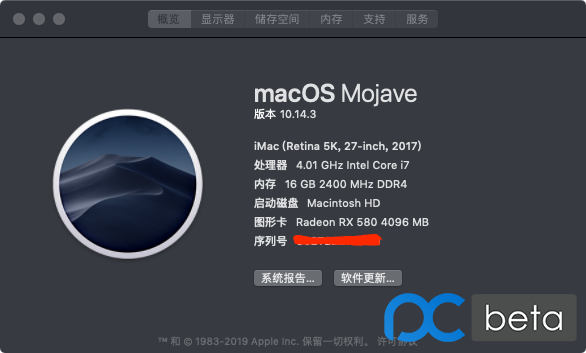 概览 显示器 储存空间 内存 支持 服务
macOS Mojave
版本 10.14.3
iMac (Retina 5K, 27-inch, 2017)
处理器 4.01 GHz Intel Core i7
内存 16 GB 2400 MHz DDR4
启动磁盘 Macintosh HD
图形卡 Radeon RX 580 4096 MB
序列号
系统报告... 软件更新...
pc beta
™ 和 © 1983-2019 Apple Inc. 保留一切权利。 许可协议